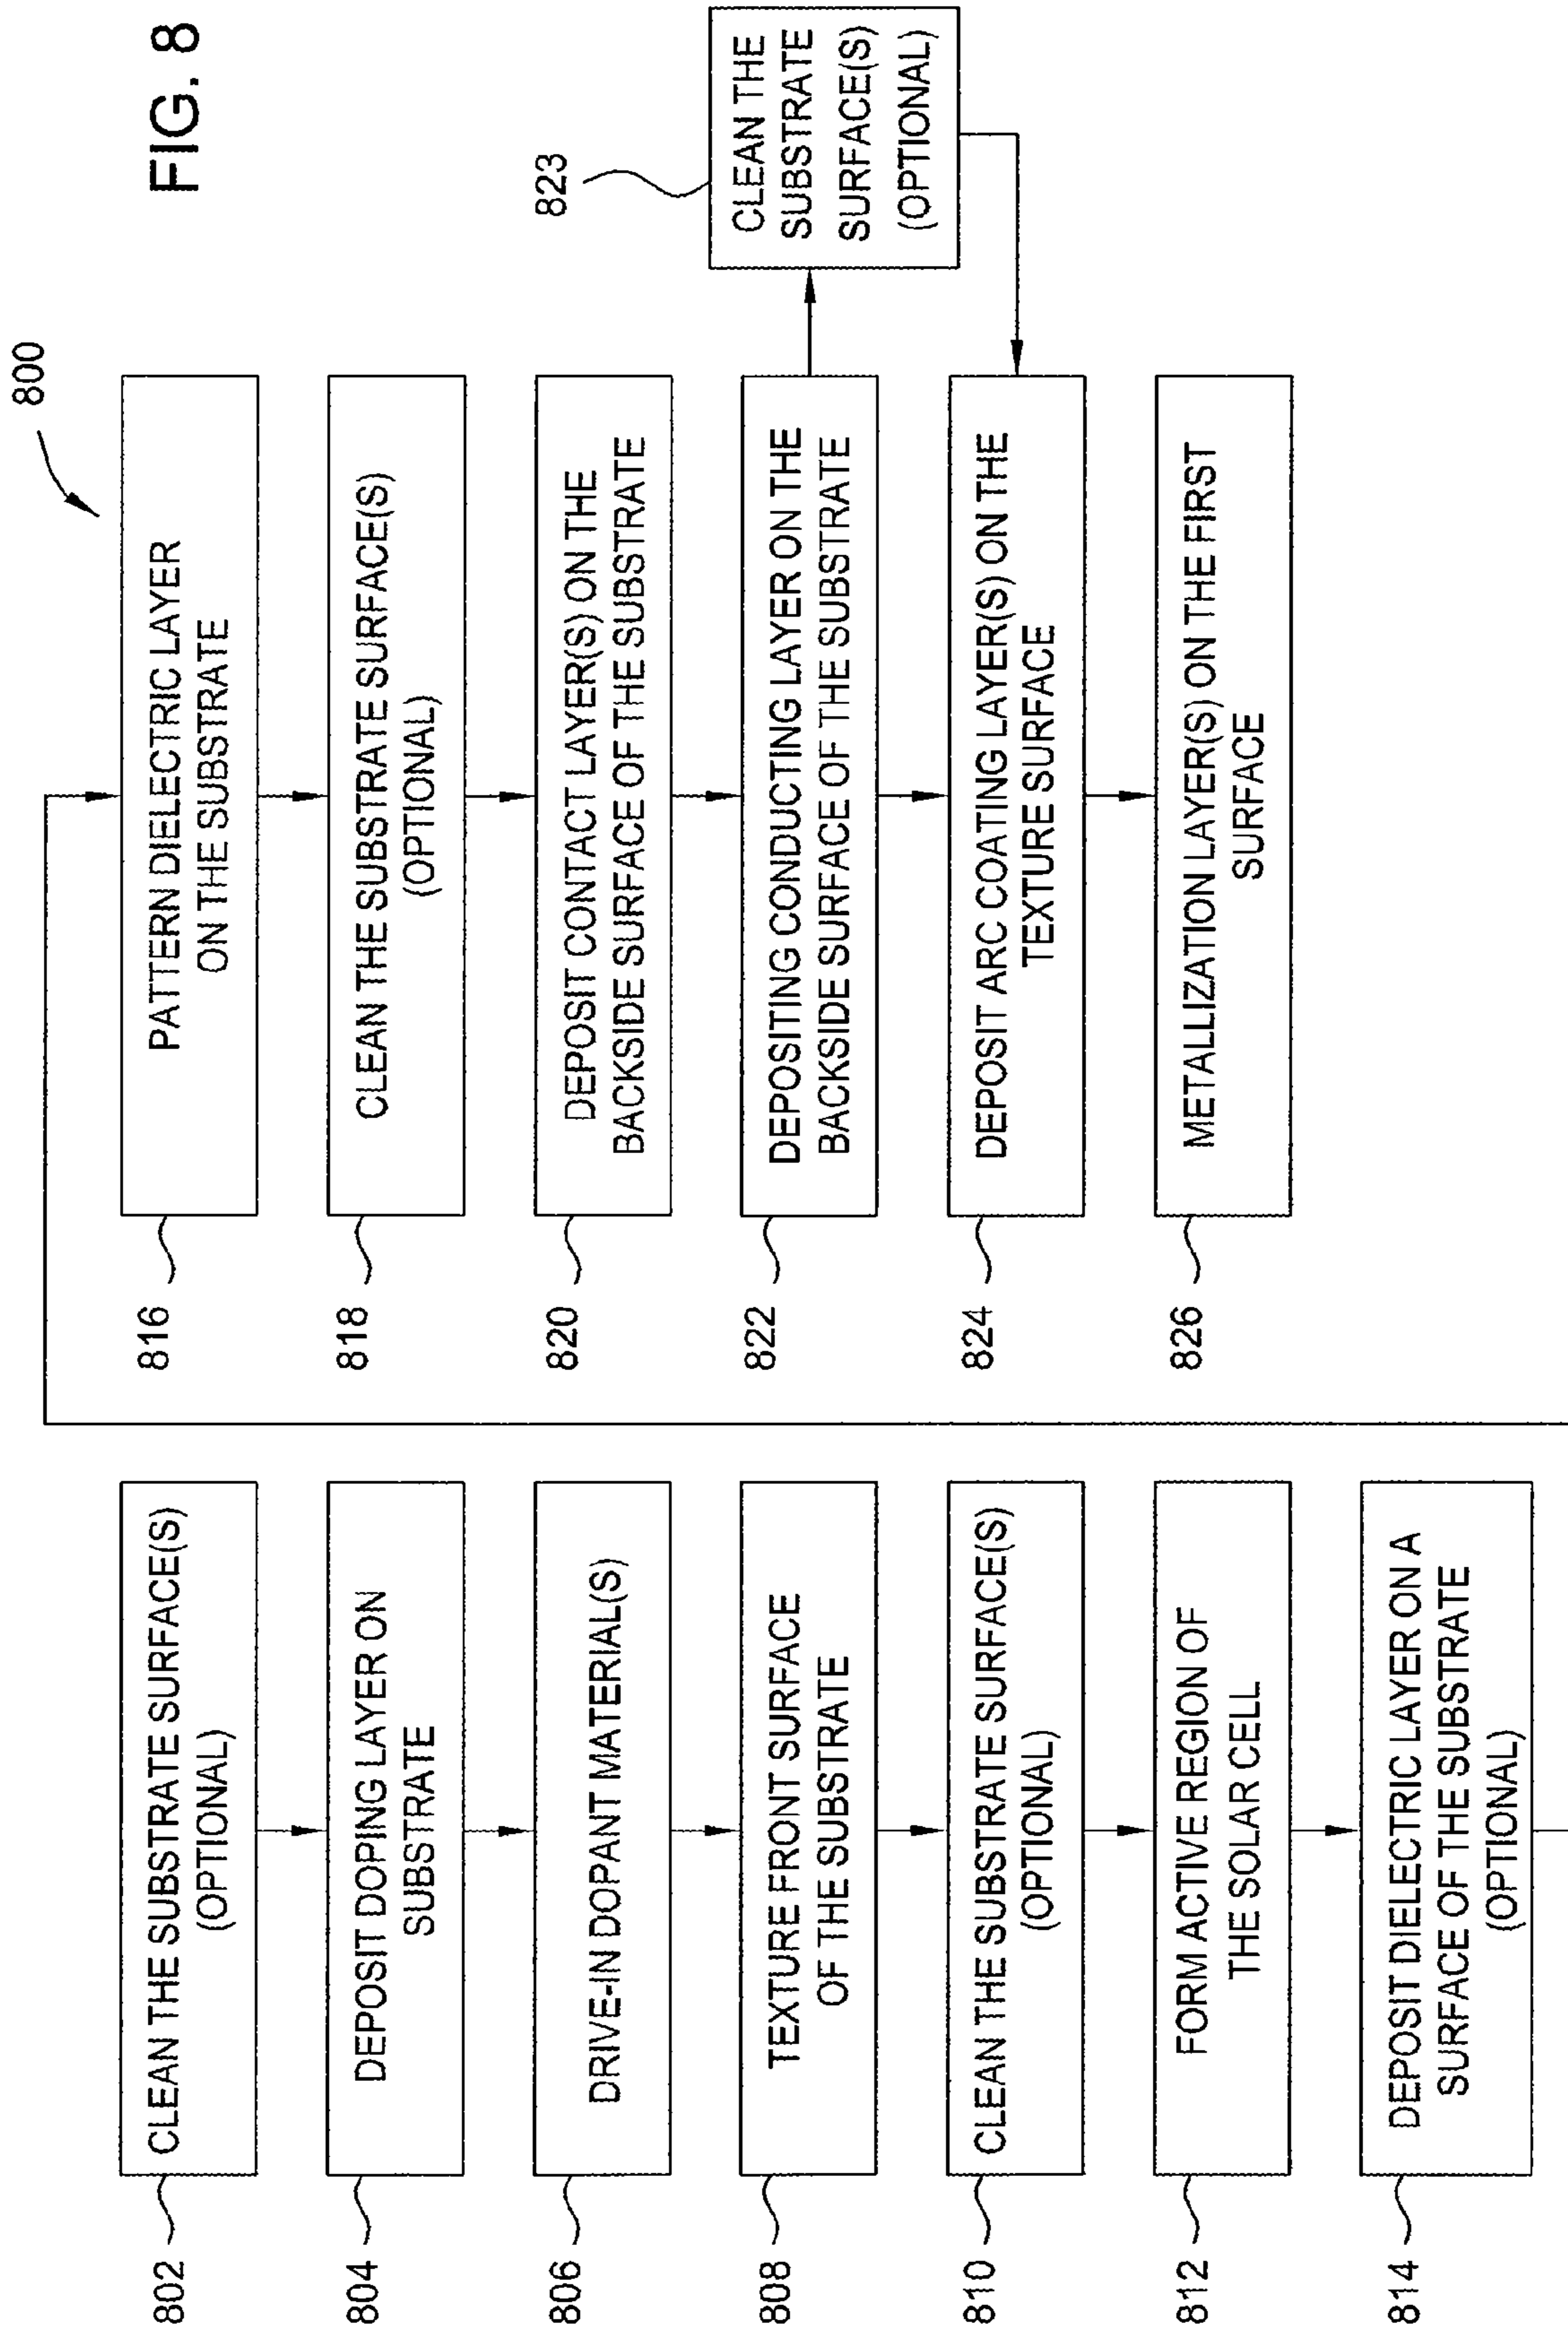 FIG. 8
800
802
CLEAN THE SUBSTRATE SURFACE(S)
(OPTIONAL)
804
DEPOSIT DOPING LAYER ON
SUBSTRATE
806
DRIVE-IN DOPANT MATERIAL(S)
808
TEXTURE FRONT SURFACE
OF THE SUBSTRATE
810
CLEAN THE SUBSTRATE SURFACE(S)
(OPTIONAL)
812
FORM ACTIVE REGION OF
THE SOLAR CELL
814
DEPOSIT DIELECTRIC LAYER ON A
SURFACE OF THE SUBSTRATE
(OPTIONAL)
816
PATTERN DIELECTRIC LAYER
ON THE SUBSTRATE
818
CLEAN THE SUBSTRATE SURFACE(S)
(OPTIONAL)
820
DEPOSIT CONTACT LAYER(S) ON THE
BACKSIDE SURFACE OF THE SUBSTRATE
822
DEPOSITING CONDUCTING LAYER ON THE
BACKSIDE SURFACE OF THE SUBSTRATE
823
CLEAN THE
SUBSTRATE
SURFACE(S)
(OPTIONAL)
824
DEPOSIT ARC COATING LAYER(S) ON THE
TEXTURE SURFACE
826
METALLIZATION LAYER(S) ON THE FIRST
SURFACE